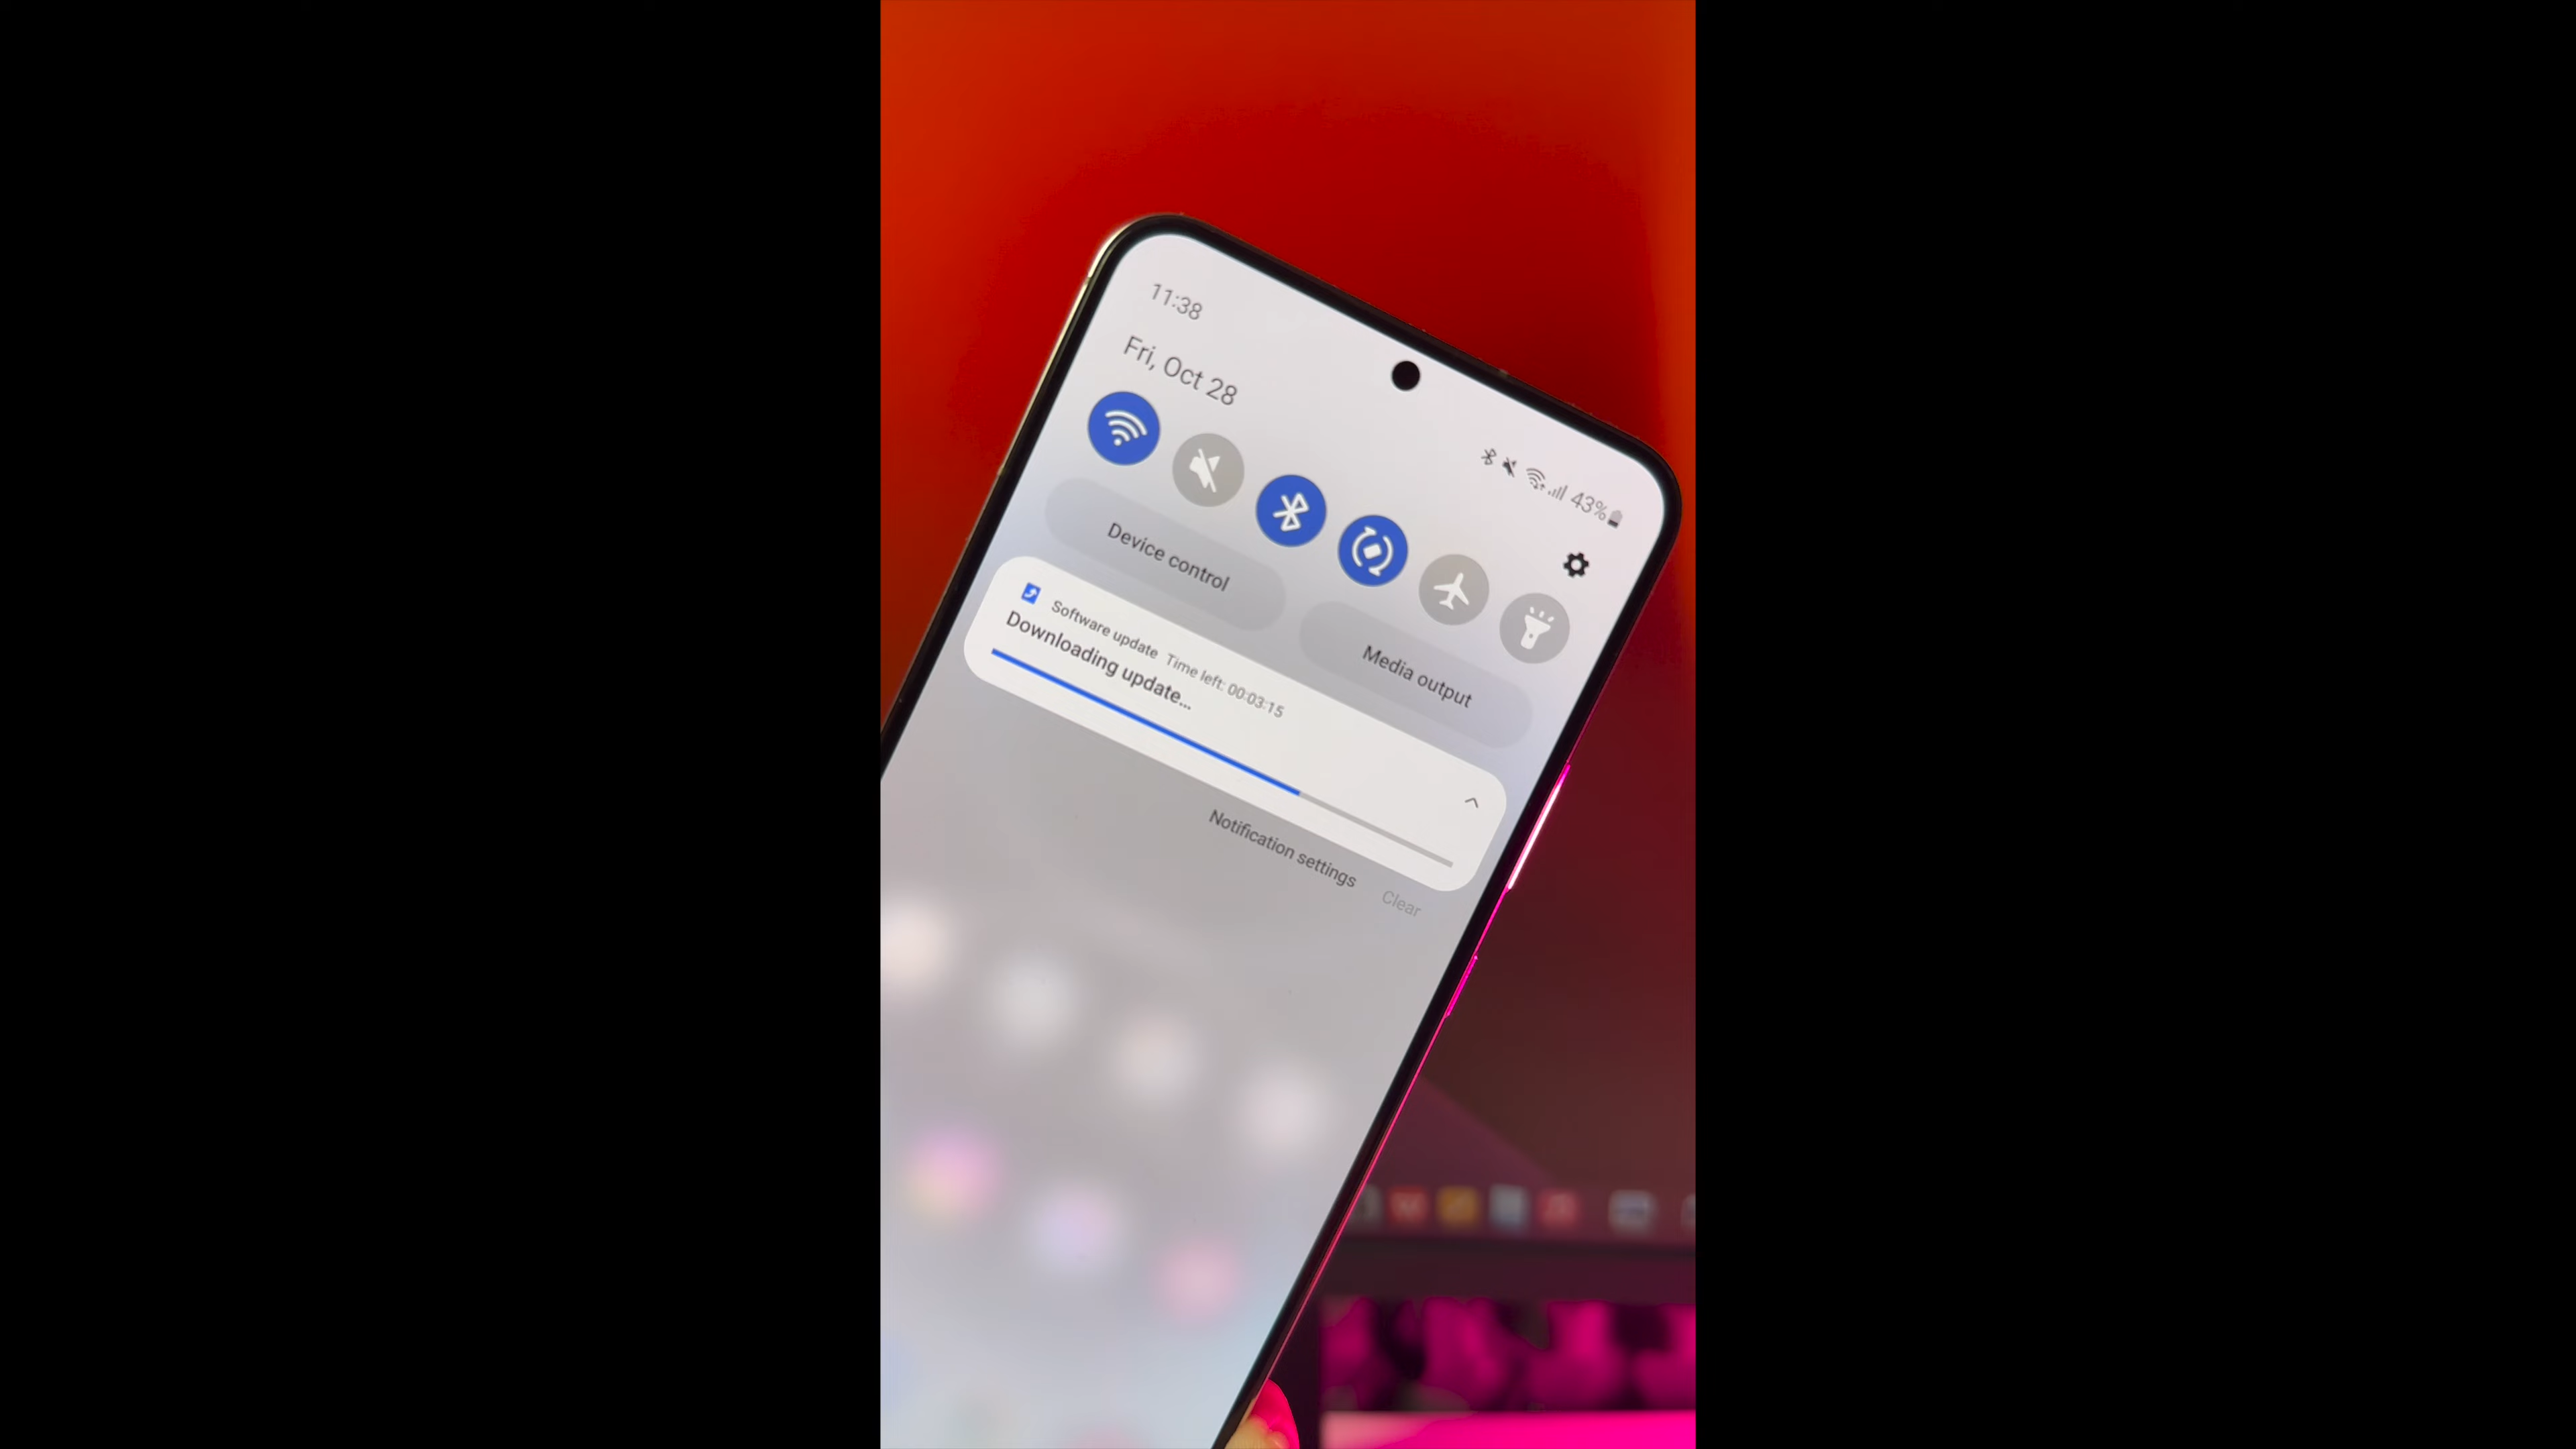 11:38
43%
Fri, Oct 28
Device control
Media output
Software update Time left: 00:03:15
Downloading update...
Notification settings
Clear